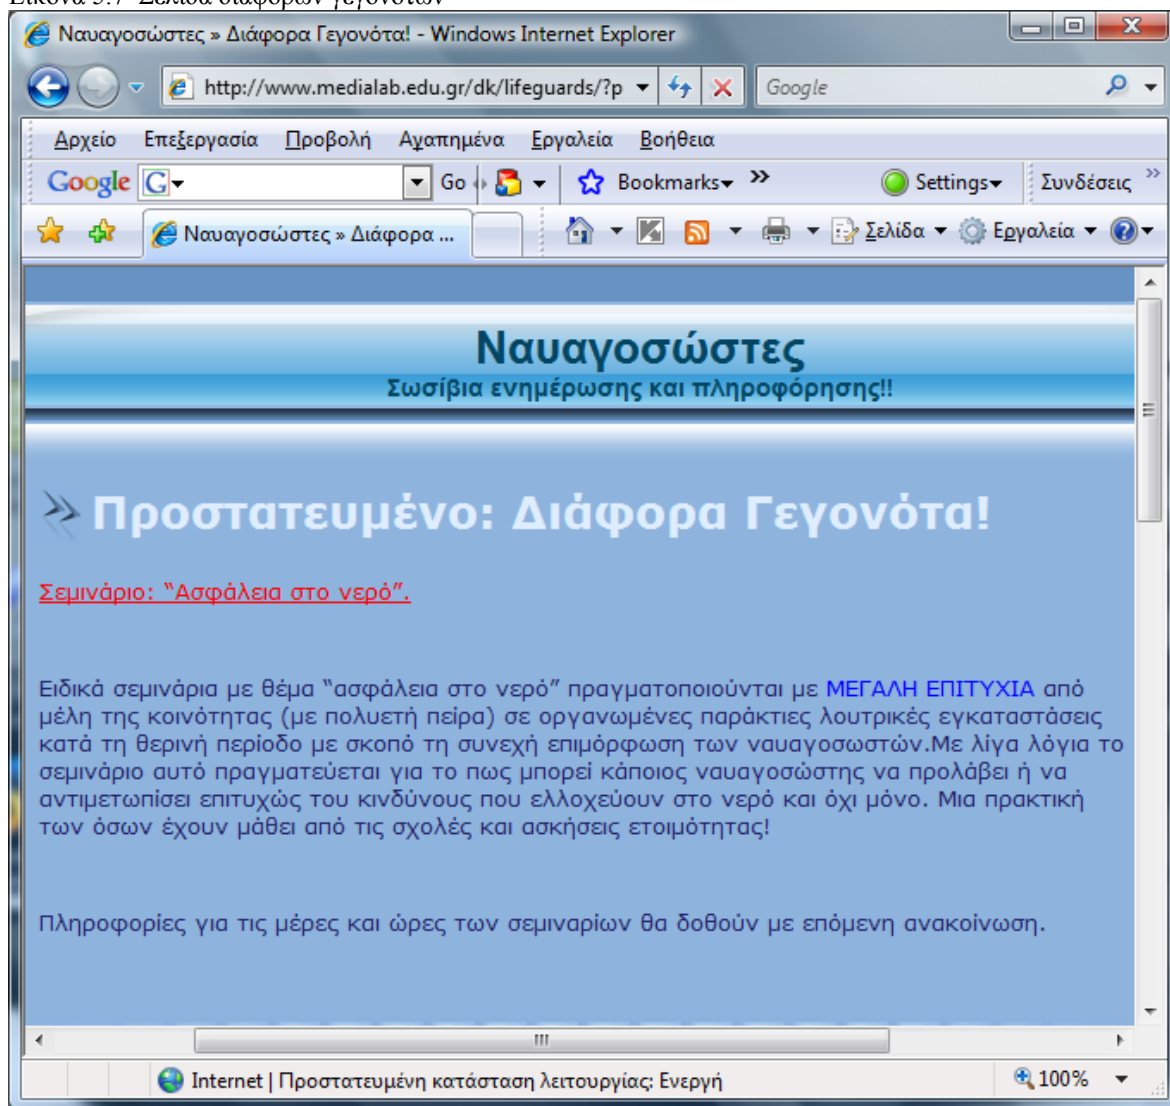 Εικόνα 5.7 Σελίδα διαφόρων γεγονότων
Ναυαγοσώστες » Διάφορα Γεγονότα! - Windows Internet Explorer
http://www.medialab.edu.gr/dk/lifeguards/?p
Google
Αρχείο Επεξεργασία Προβολή Αγαπημένα Εργαλεία Βοήθεια
Google G Go Bookmarks Settings Συνδέσεις
Ναυαγοσώστες » Διάφορα ... Σελίδα Εργαλεία
Ναυαγοσώστες
Σωσίβια ενημέρωσης και πληροφόρησης!!
Προστατευμένο: Διάφορα Γεγονότα!
Σεμινάριο: “Ασφάλεια στο νερό”.
Ειδικά σεμινάρια με θέμα “ασφάλεια στο νερό” πραγματοποιούνται με ΜΕΓΑΛΗ ΕΠΙΤΥΧΙΑ από
μέλη της κοινότητας (με πολυετή πείρα) σε οργανωμένες παράκτιες λουτρικές εγκαταστάσεις
κατά τη θερινή περίοδο με σκοπό τη συνεχή επιμόρφωση των ναυαγοσωστών.Με λίγα λόγια το
σεμινάριο αυτό πραγματεύεται για το πως μπορεί κάποιος ναυαγοσώστης να προλάβει ή να
αντιμετωπίσει επιτυχώς του κινδύνους που ελλοχεύουν στο νερό και όχι μόνο. Μια πρακτική
των όσων έχουν μάθει από τις σχολές και ασκήσεις ετοιμότητας!
Πληροφορίες για τις μέρες και ώρες των σεμιναρίων θα δοθούν με επόμενη ανακοίνωση.
Internet | Προστατευμένη κατάσταση λειτουργίας: Ενεργή 100%